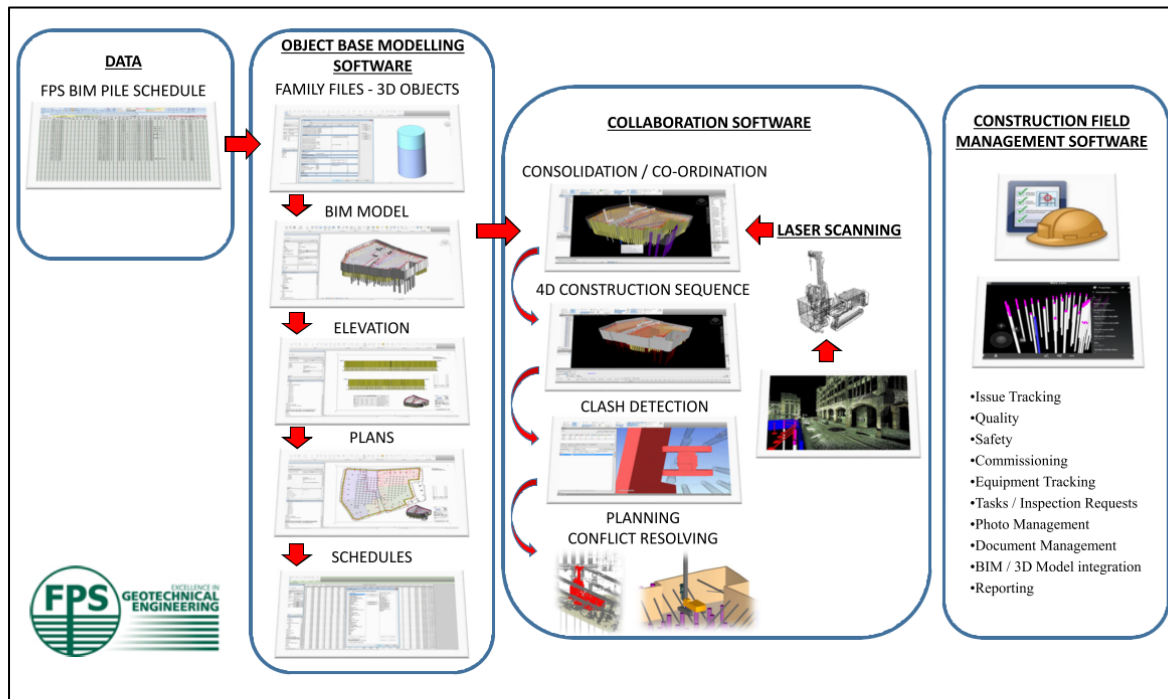 DATA
FPS BIM PILE SCHEDULE
OBJECT BASE MODELLING
SOFTWARE
FAMILY FILES - 3D OBJECTS
BIM MODEL
ELEVATION
PLANS
SCHEDULES
COLLABORATION SOFTWARE
CONSOLIDATION / CO-ORDINATION
4D CONSTRUCTION SEQUENCE
CLASH DETECTION
PLANNING
CONFLICT RESOLVING
LASER SCANNING
CONSTRUCTION FIELD
MANAGEMENT SOFTWARE
•Issue Tracking
•Quality
•Safety
•Commissioning
•Equipment Tracking
•Tasks / Inspection Requests
•Photo Management
•Document Management
•BIM / 3D Model integration
•Reporting
FPS
EXCELLENCE IN
GEOTECHNICAL
ENGINEERING